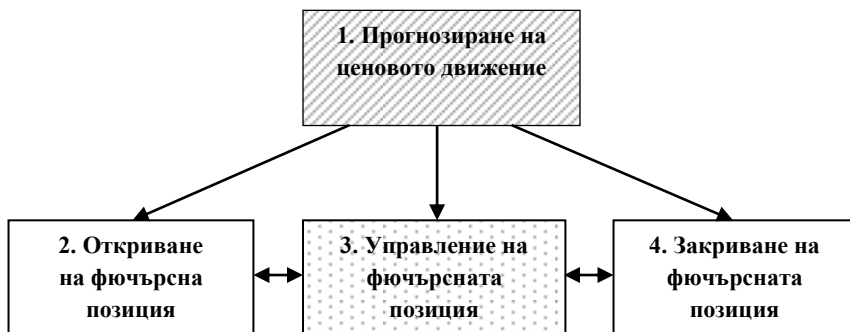 1. Прогнозиране на
ценовото движение
2. Откриване
на фючърсна
позиция
3. Управление на
фючърсната
позиция
4. Закриване на
фючърсната
позиция